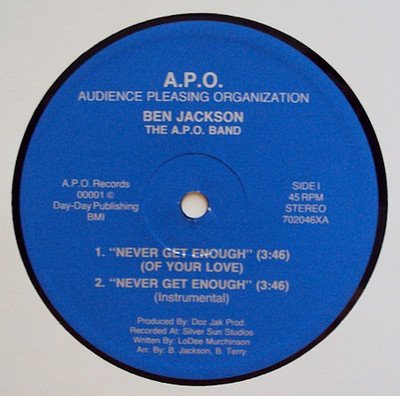 A.P.O.
AUDIENCE PLEASING ORGANIZATION
BEN JACKSON
THE A.P.O. BAND
A.P.O. Records
00001 ©
Day-Day Publishing
BMI
SIDE I
45 RPM
STEREO
702046XA
1. "NEVER GET ENOUGH" (3:46)
(OF YOUR LOVE)
2. "NEVER GET ENOUGH" (3:46)
(Instrumental)
Produced By: Doz Jak Prod.
Recorded At: Silver Sun Studios
Written By: LoDee Murchinson
Arr. By: B. Jackson, B. Terry